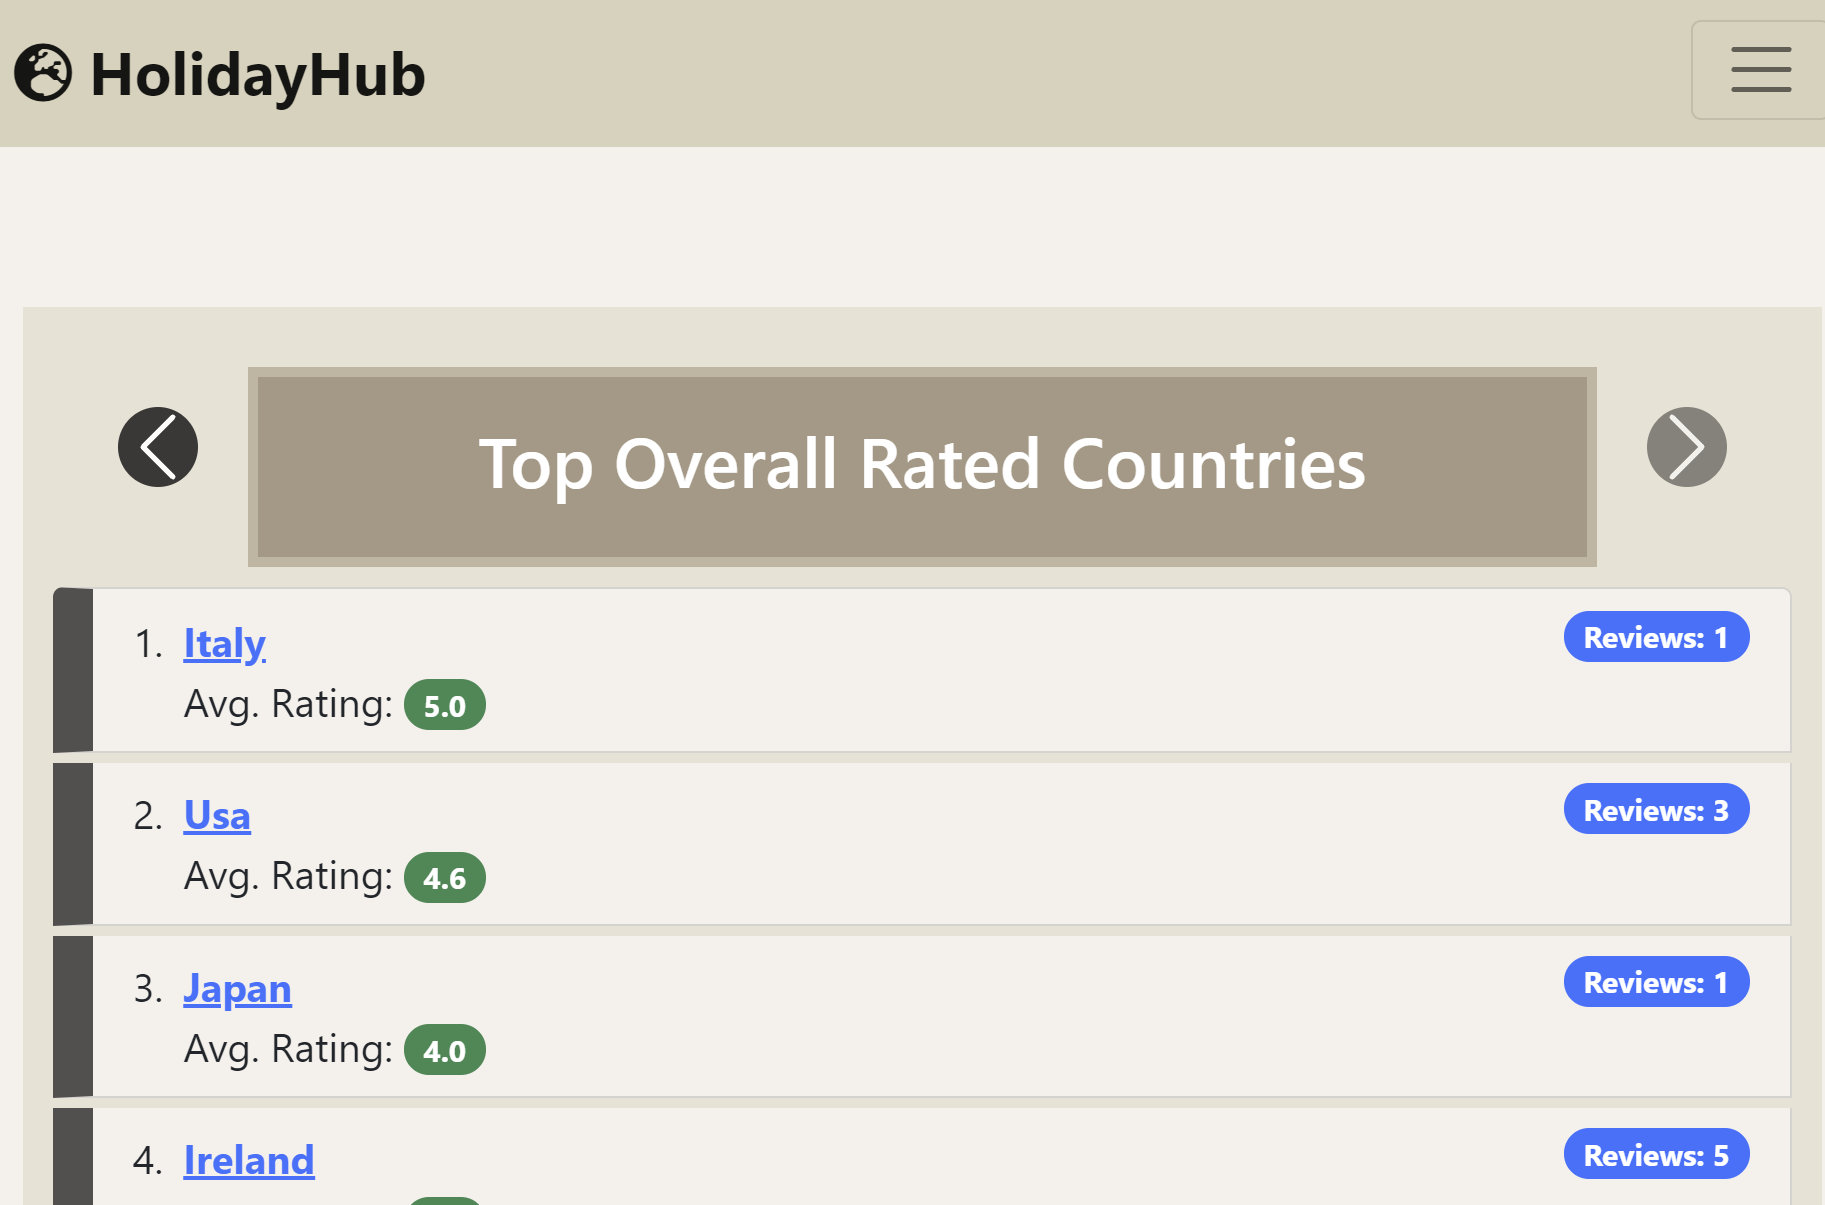 HolidayHub
Top Overall Rated Countries
1. Italy
Reviews: 1
Avg. Rating: 5.0
2. Usa
Reviews: 3
Avg. Rating: 4.6
3. Japan
Reviews: 1
Avg. Rating: 4.0
4. Ireland
Reviews: 5